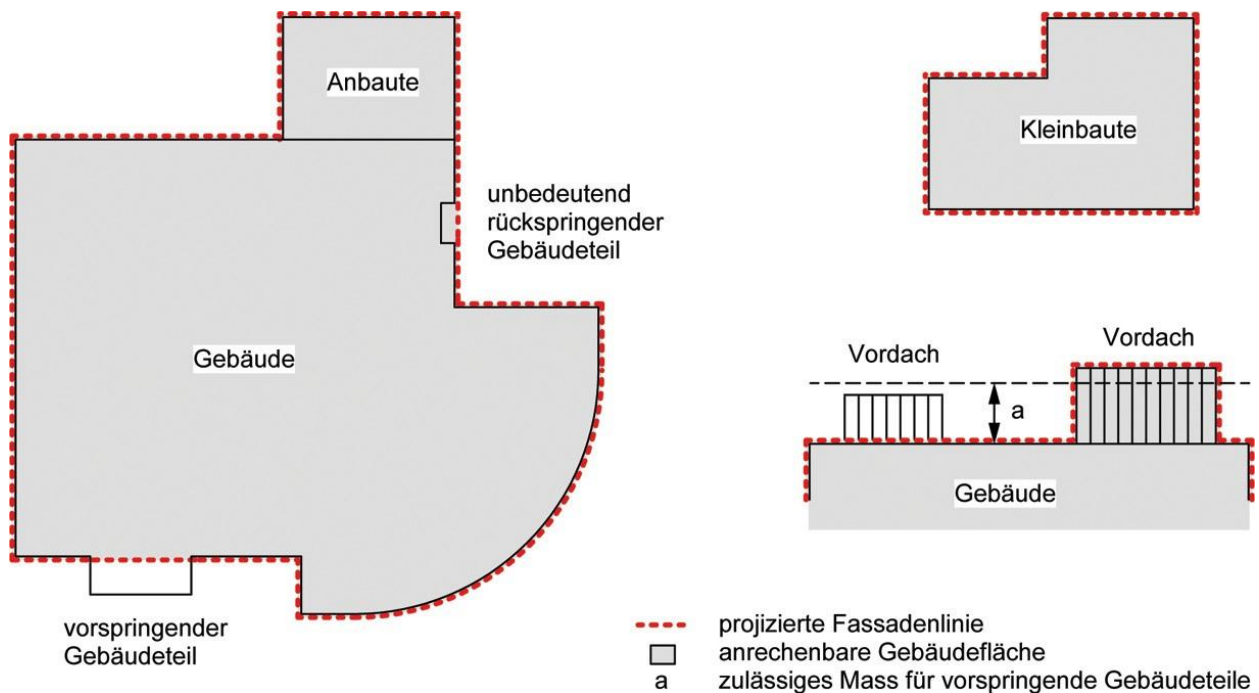 Anbaute
unbedeutend
rückspringender
Gebäudeteil
Gebäude
vorspringender
Gebäudeteil
Kleinbaute
Vordach
Vordach
a
Gebäude
projizierte Fassadenlinie
anrechenbare Gebäudefläche
a zulässiges Mass für vorspringende Gebäudeteile